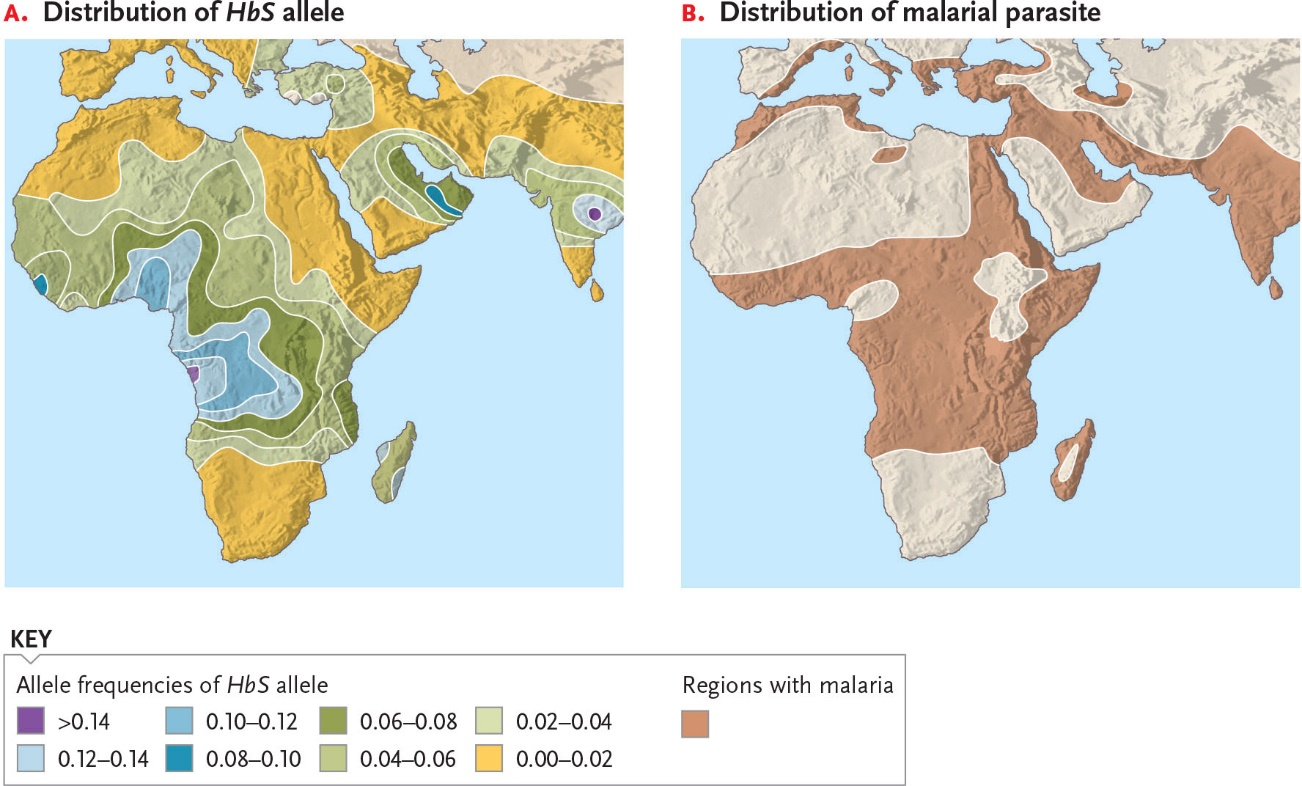 A. Distribution of HbS allele
B. Distribution of malarial parasite
KEY
Allele frequencies of HbS allele
>0.14
0.10–0.12
0.06–0.08
0.02–0.04
0.12–0.14
0.08–0.10
0.04–0.06
0.00–0.02
Regions with malaria